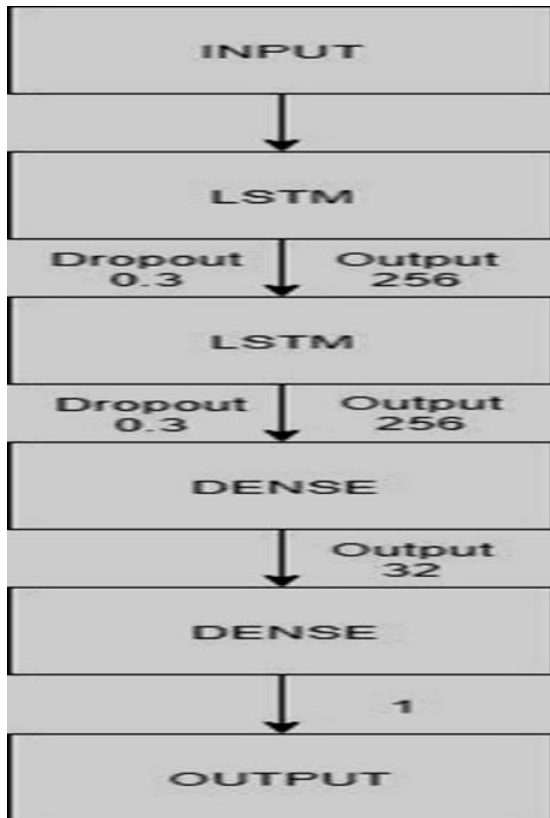 INPUT
LSTM
Dropout 0.3
Output 256
LSTM
Dropout 0.3
Output 256
DENSE
Output 32
DENSE
1
OUTPUT